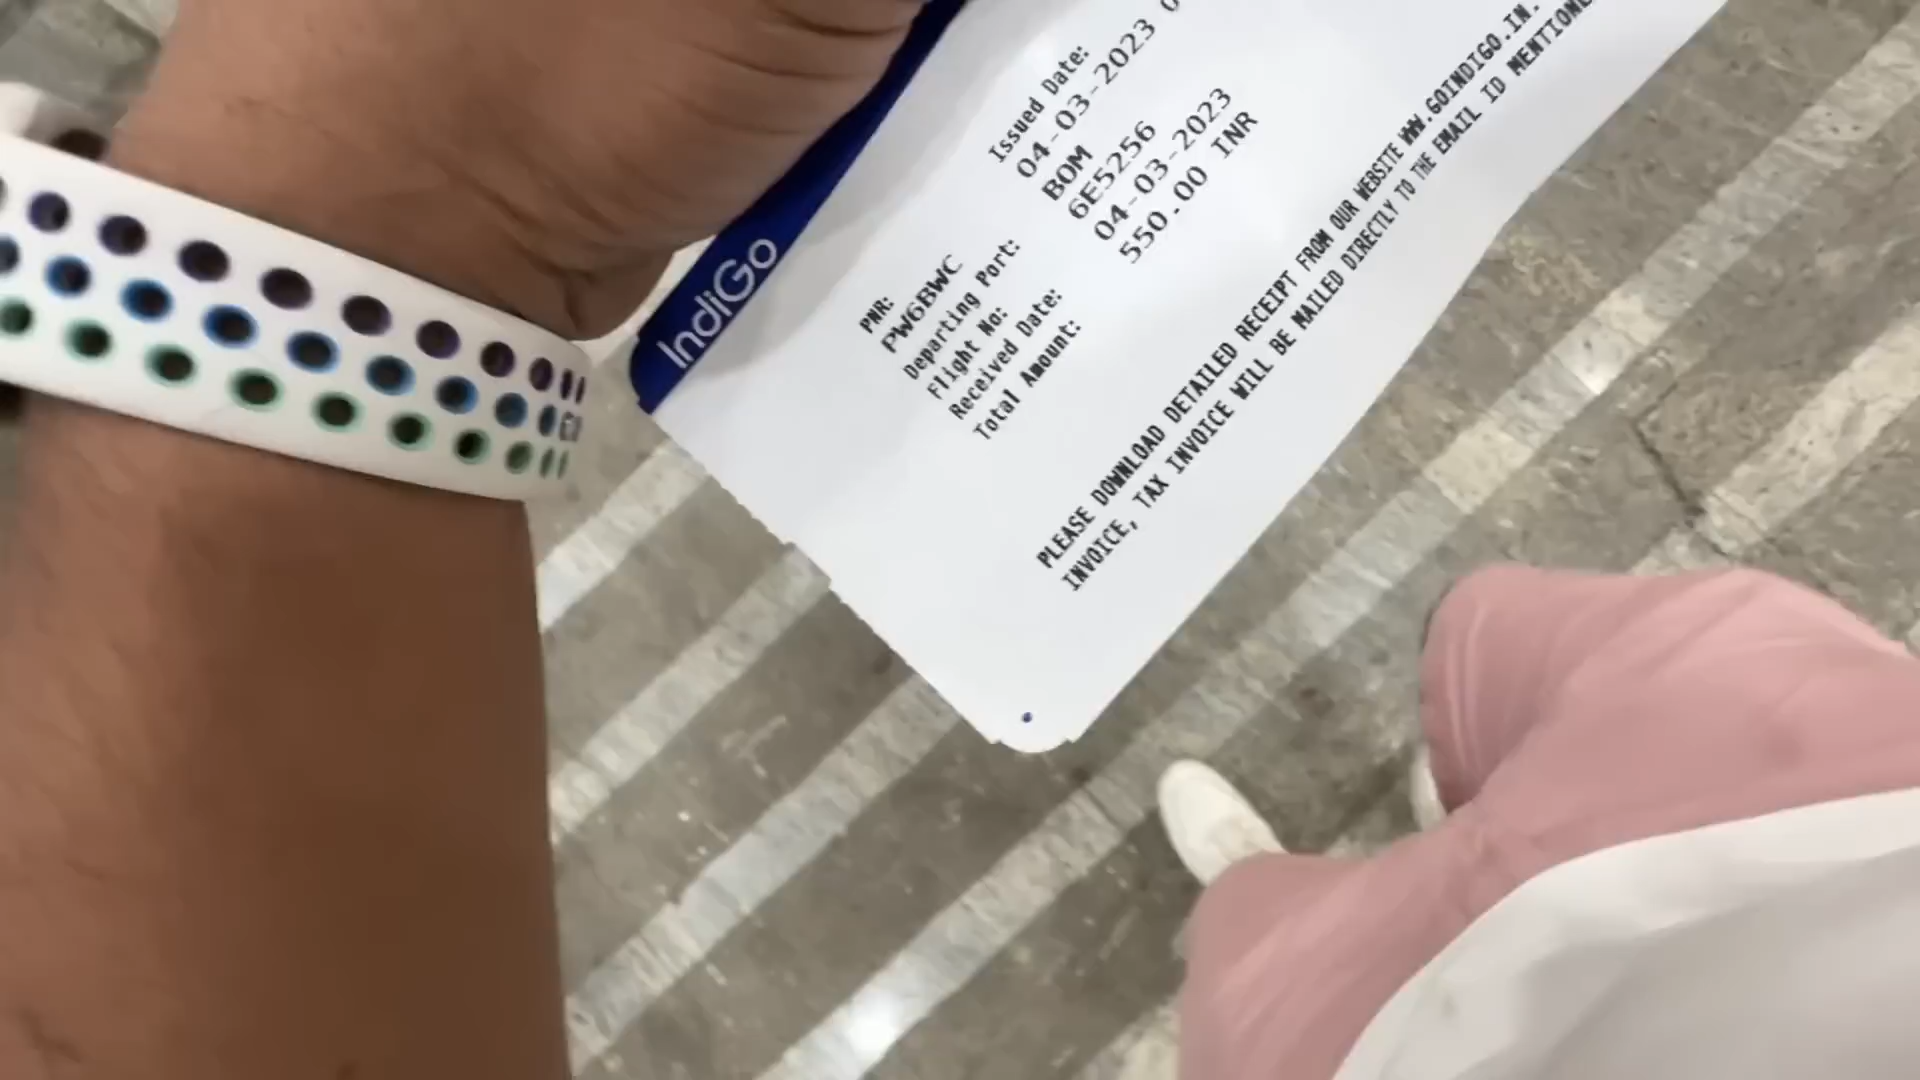 IndiGo
Issued Date:
04-03-2023
PNR:
PW6BWC
BOM
Departing Port:
6E5256
Flight No:
04-03-2023
Received Date:
550.00 INR
Total Amount:
PLEASE DOWNLOAD DETAILED RECEIPT FROM OUR WEBSITE WW.GOINDIGO.IN.
INVOICE, TAX INVOICE WILL BE MAILED DIRECTLY TO THE EMAIL ID